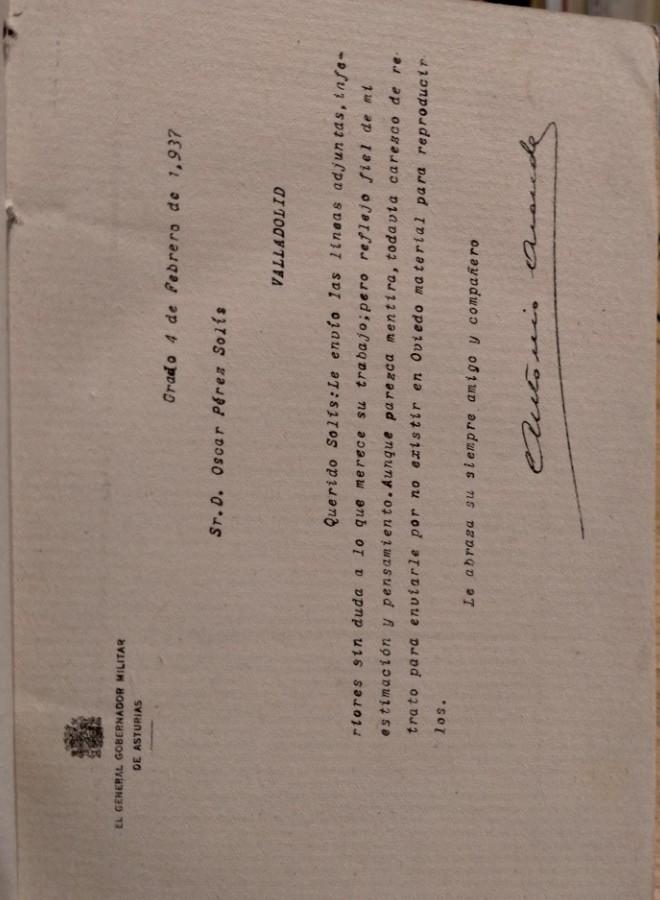 EL GENERAL GOBERNADOR MILITAR
DE ASTURIAS
Grado 4 de Febrero de 1,937
Sr.D. Oscar Pérez Solís
VALLADOLID
Querido Solís:Le envío las líneas adjuntas,infe-
riores sin duda a lo que merece su trabajo;pero reflejo fiel de mi
estimación y pensamiento.Aunque parezca mentira,todavía carezco de re
trato para enviarle por no existir en Oviedo material para reproducir
los.
Le abraza su siempre amigo y compañero
Antonio Aranda